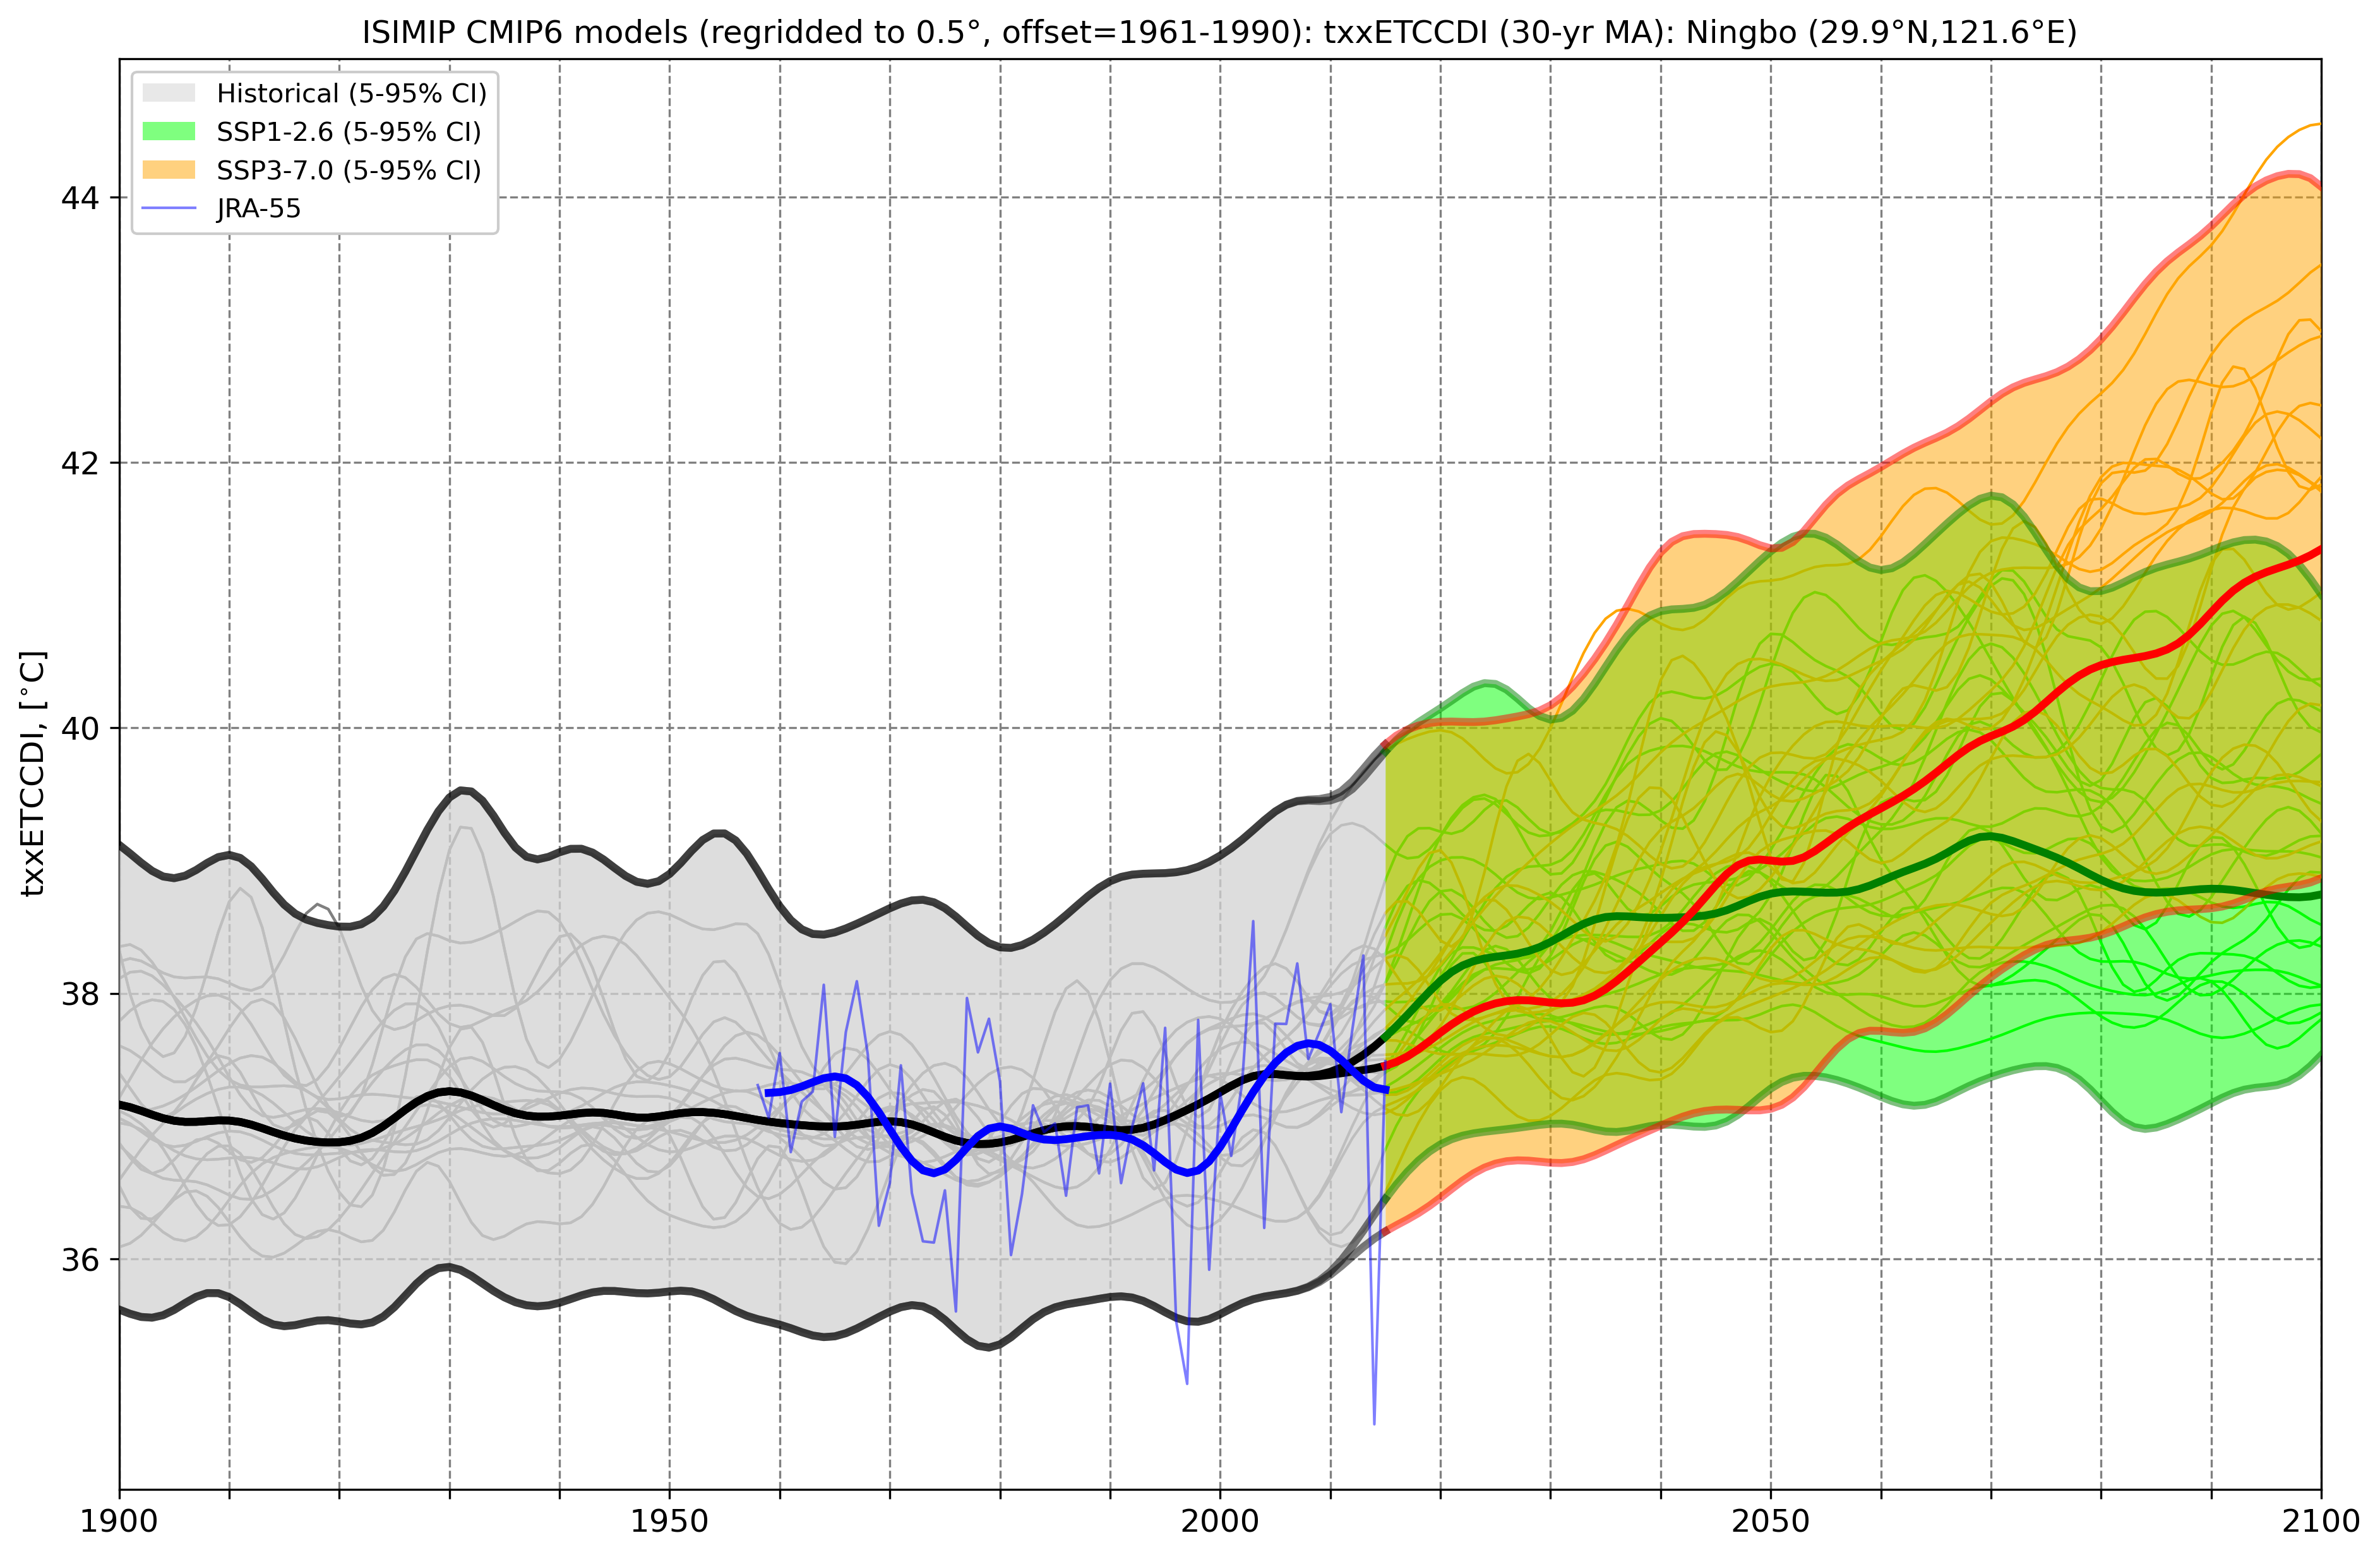 ISIMIP CMIP6 models (regridded to 0.5°, offset=1961-1990): txxETCCDI (30-yr MA): Ningbo (29.9°N,121.6°E)
Historical (5-95% CI)
SSP1-2.6 (5-95% CI)
SSP3-7.0 (5-95% CI)
JRA-55
txxETCCDI, [°C]
44
42
40
38
36
1900
1950
2000
2050
2100